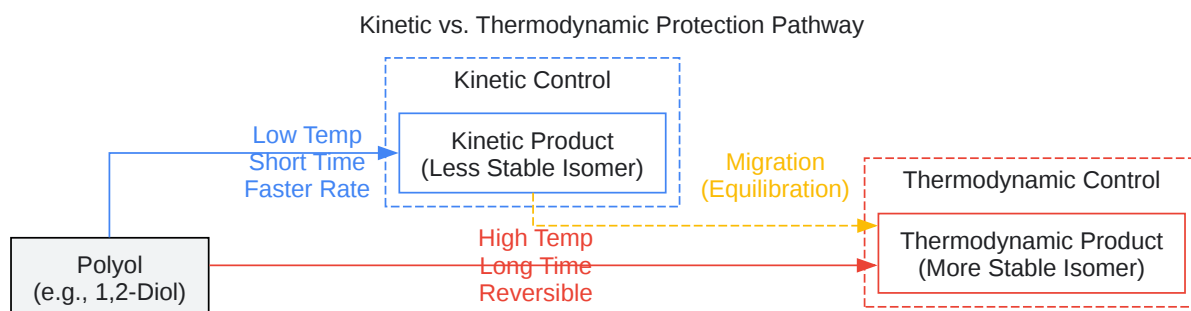 Kinetic vs. Thermodynamic Protection Pathway
Kinetic Control
Kinetic Product
(Less Stable Isomer)
Low Temp
Short Time
Faster Rate
Migration
(Equilibration)
Thermodynamic Control
Thermodynamic Product
(More Stable Isomer)
High Temp
Long Time
Reversible
Polyol
(e.g., 1,2-Diol)